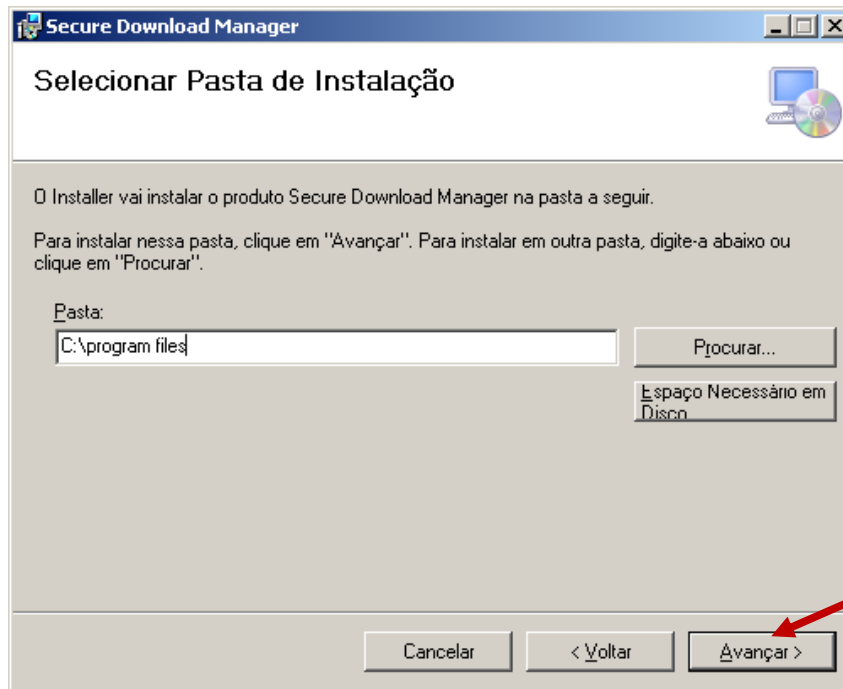 Secure Download Manager
Selecionar Pasta de Instalação
O Installer vai instalar o produto Secure Download Manager na pasta a seguir.
Para instalar nessa pasta, clique em "Avançar". Para instalar em outra pasta, digite-a abaixo ou
clique em "Procurar".
Pasta:
C:\program files
Procurar...
Espaço Necessário em
Disco
Cancelar
< Voltar
Avançar >